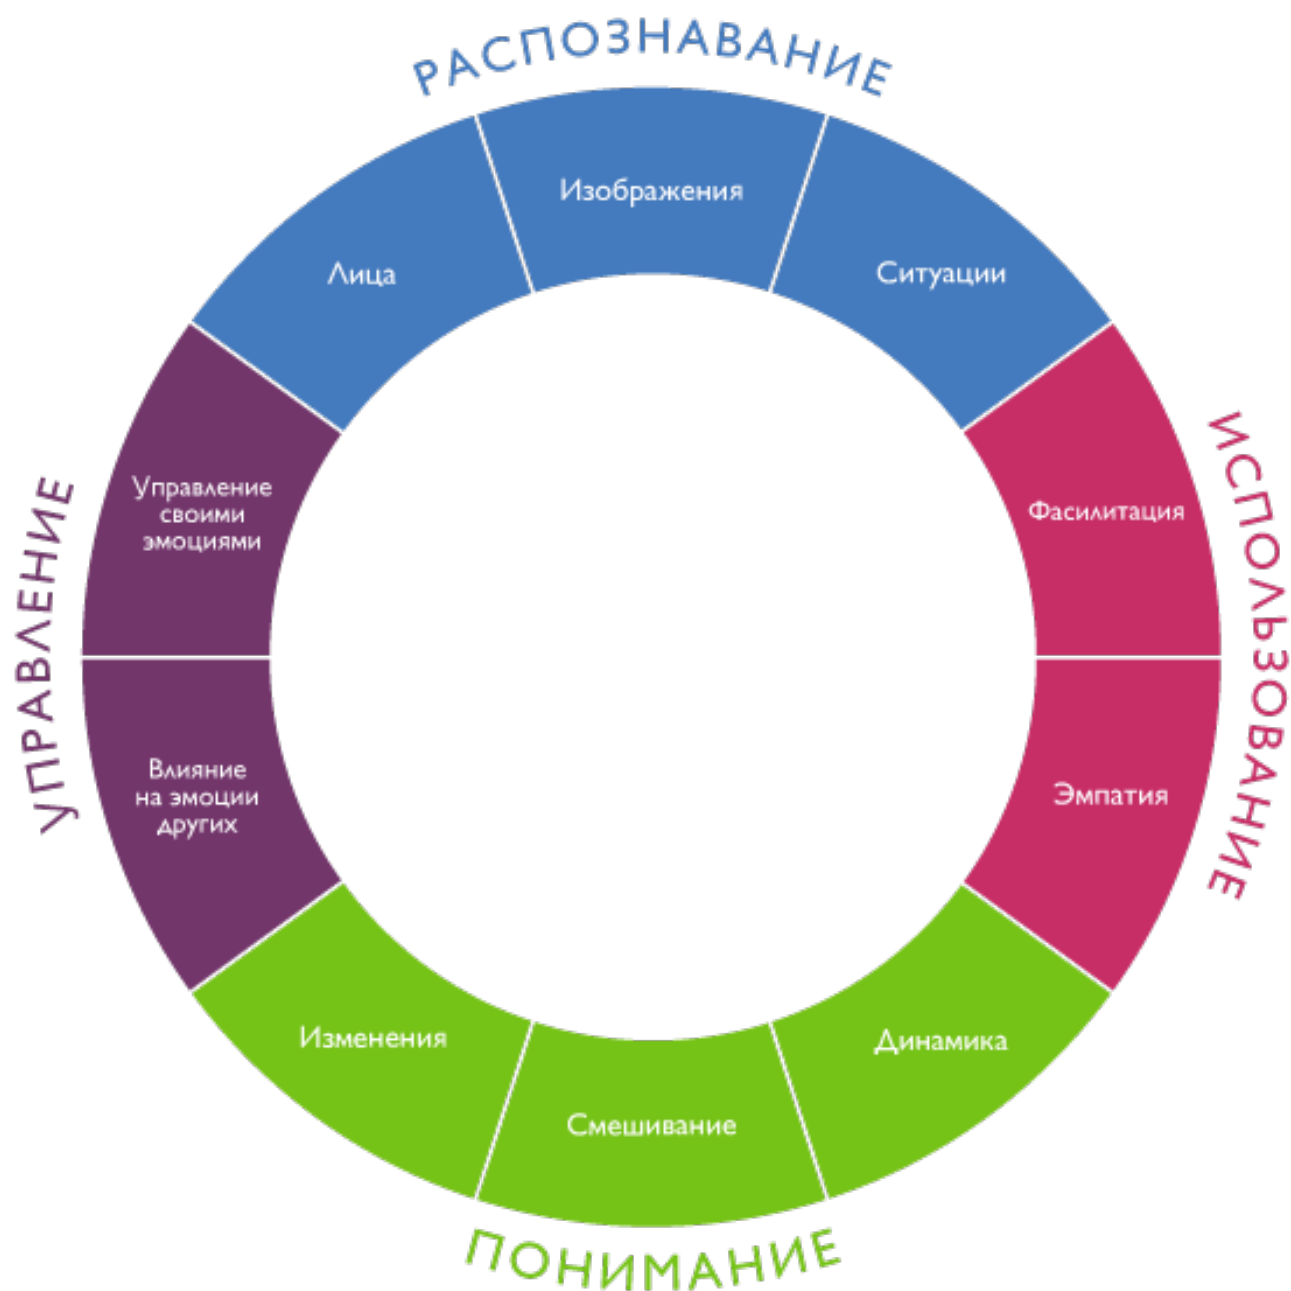 РАСПОЗНАВАНИЕ
Изображения
Лица
Ситуации
ИСПОЛЬЗОВАНИЕ
Фасилитация
Эмпатия
УПРАВЛЕНИЕ
Управление
своими
эмоциями
Влияние
на эмоции
других
Изменения
Смешивание
Динамика
ПОНИМАНИЕ